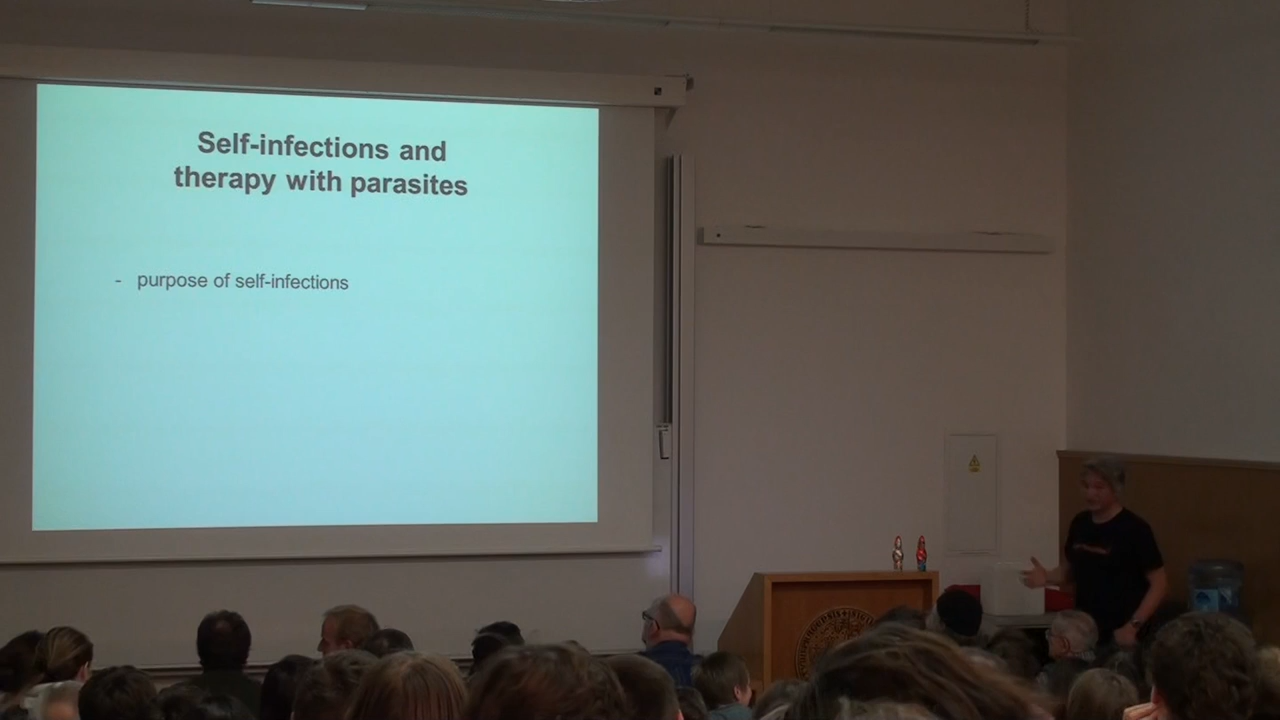 Self-infections and
therapy with parasites
- purpose of self-infections